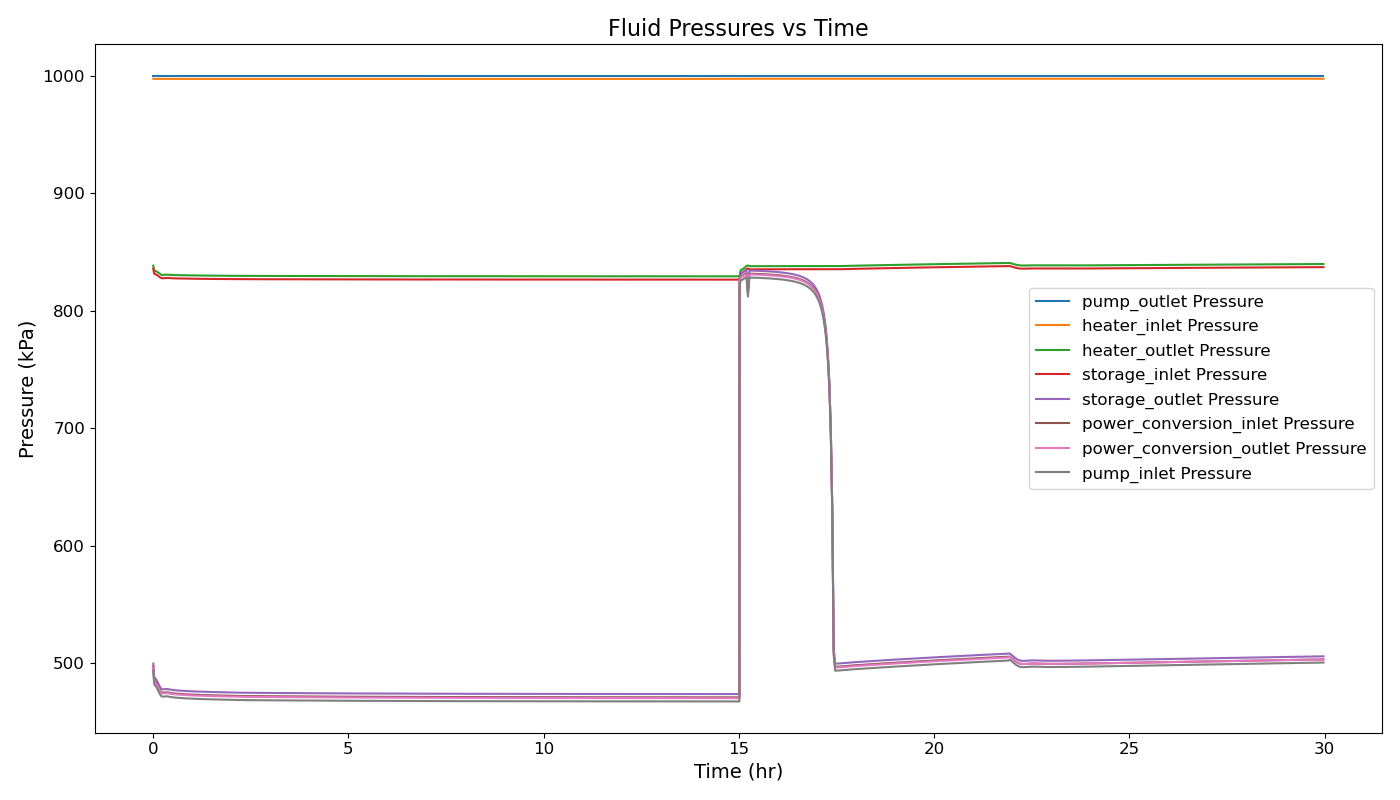 Fluid Pressures vs Time
Pressure (kPa)
1000
900
800
700
600
500
pump_outlet Pressure
heater_inlet Pressure
heater_outlet Pressure
storage_inlet Pressure
storage_outlet Pressure
power_conversion_inlet Pressure
power_conversion_outlet Pressure
pump_inlet Pressure
0 5 10 15 20 25 30
Time (hr)